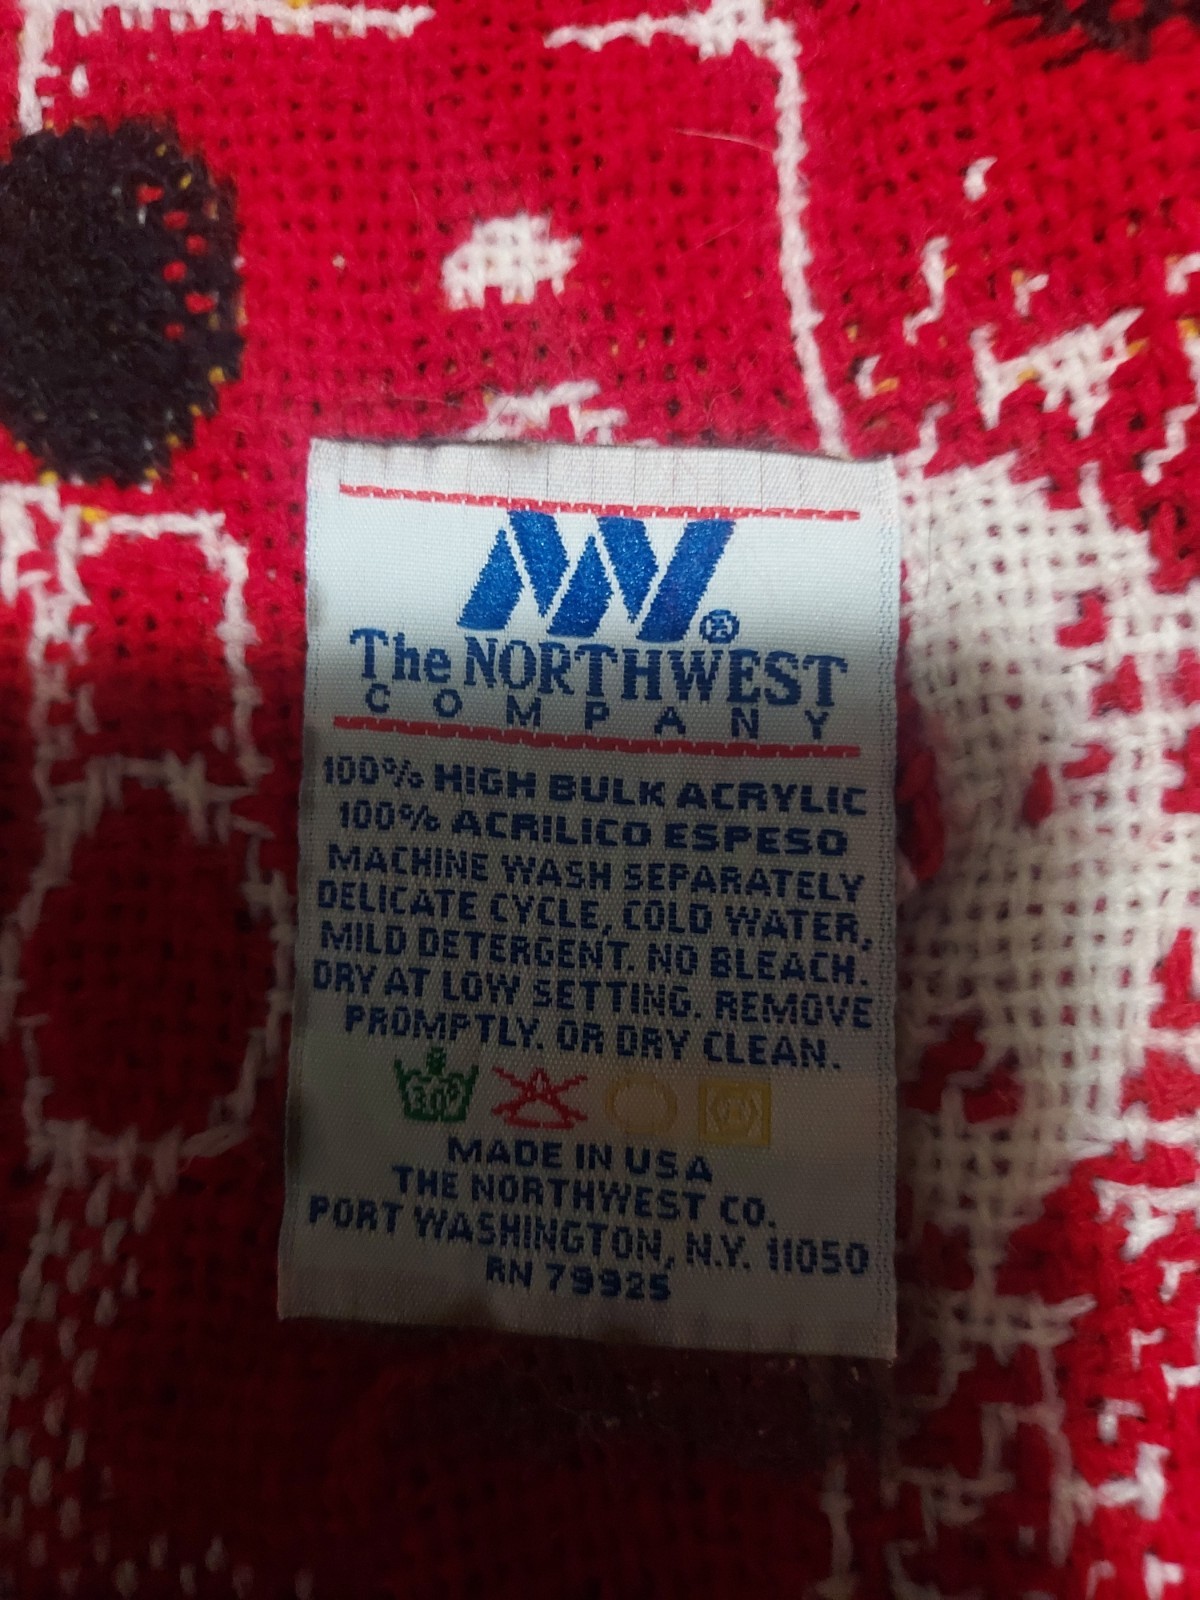 The NORTHWEST
COMPANY
100% HIGH BULK ACRYLIC
100% ACRILICO ESPESO
MACHINE WASH SEPARATELY
DELICATE CYCLE, COLD WATER,
MILD DETERGENT. NO BLEACH.
DRY AT LOW SETTING. REMOVE
PROMPTLY. OR DRY CLEAN.
MADE IN USA
THE NORTHWEST CO.
PORT WASHINGTON, N.Y. 11050
RN 79925